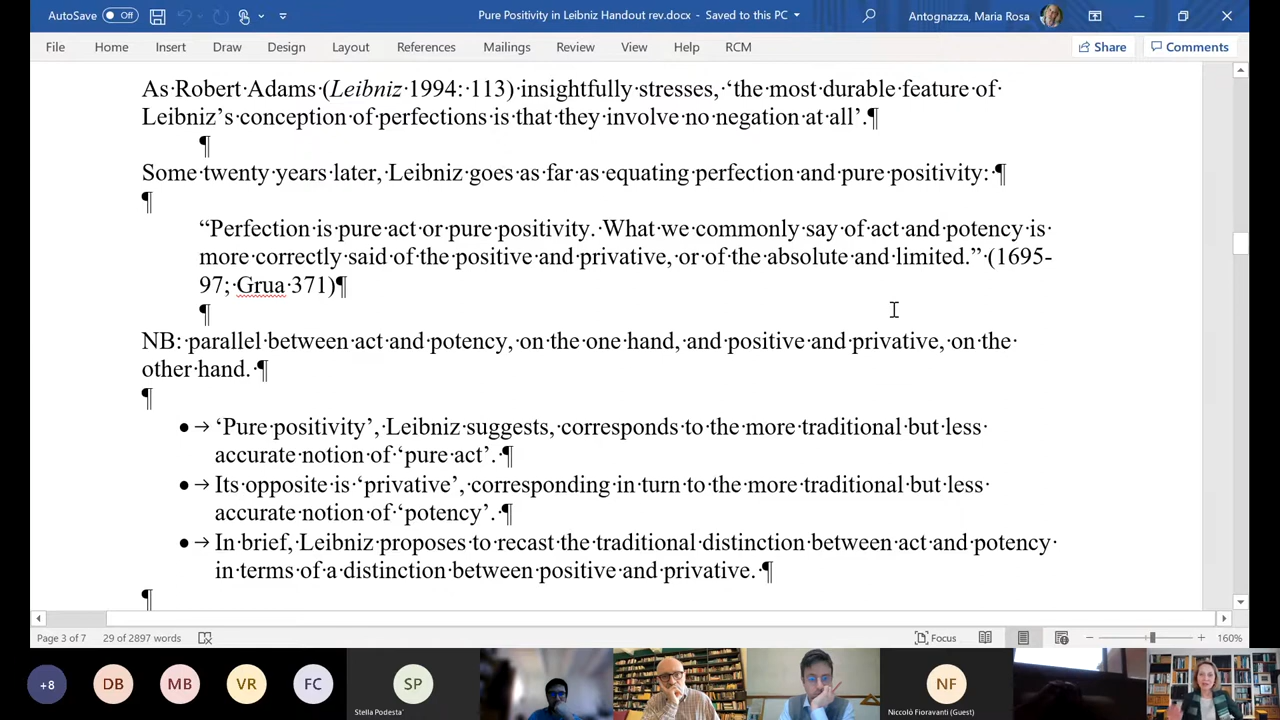 AutoSave Off Pure Positivity in Leibniz Handout rev.docx - Saved to this PC Antognazza, Maria Rosa
File Home Insert Draw Design Layout References Mailings Review View Help RCM Share Comments
As·Robert·Adams·(Leibniz·1994:·113)·insightfully·stresses,·‘the·most·durable·feature·of·
Leibniz’s·conception·of·perfections·is·that·they·involve·no·negation·at·all’.¶
¶
Some·twenty·years·later,·Leibniz·goes·as·far·as·equating·perfection·and·pure·positivity:·¶
¶
“Perfection·is·pure·act·or·pure·positivity.·What·we·commonly·say·of·act·and·potency·is·
more·correctly·said·of·the·positive·and·privative,·or·of·the·absolute·and·limited.”·(1695-
97;·Grua·371)¶
¶
NB:·parallel·between·act·and·potency,·on·the·one·hand,·and·positive·and·privative,·on·the·
other·hand.·¶
¶
●→‘Pure·positivity’,·Leibniz·suggests,·corresponds·to·the·more·traditional·but·less·
accurate·notion·of·‘pure·act’.·¶
●→Its·opposite·is·‘privative’,·corresponding·in·turn·to·the·more·traditional·but·less·
accurate·notion·of·‘potency’.·¶
●→In·brief,·Leibniz·proposes·to·recast·the·traditional·distinction·between·act·and·potency·
in·terms·of·a·distinction·between·positive·and·privative.·¶
¶
Page 3 of 7 29 of 2897 words Focus 160%
+8 DB MB VR FC SP NF
Stella Podesta' Niccolò Fioravanti (Guest)